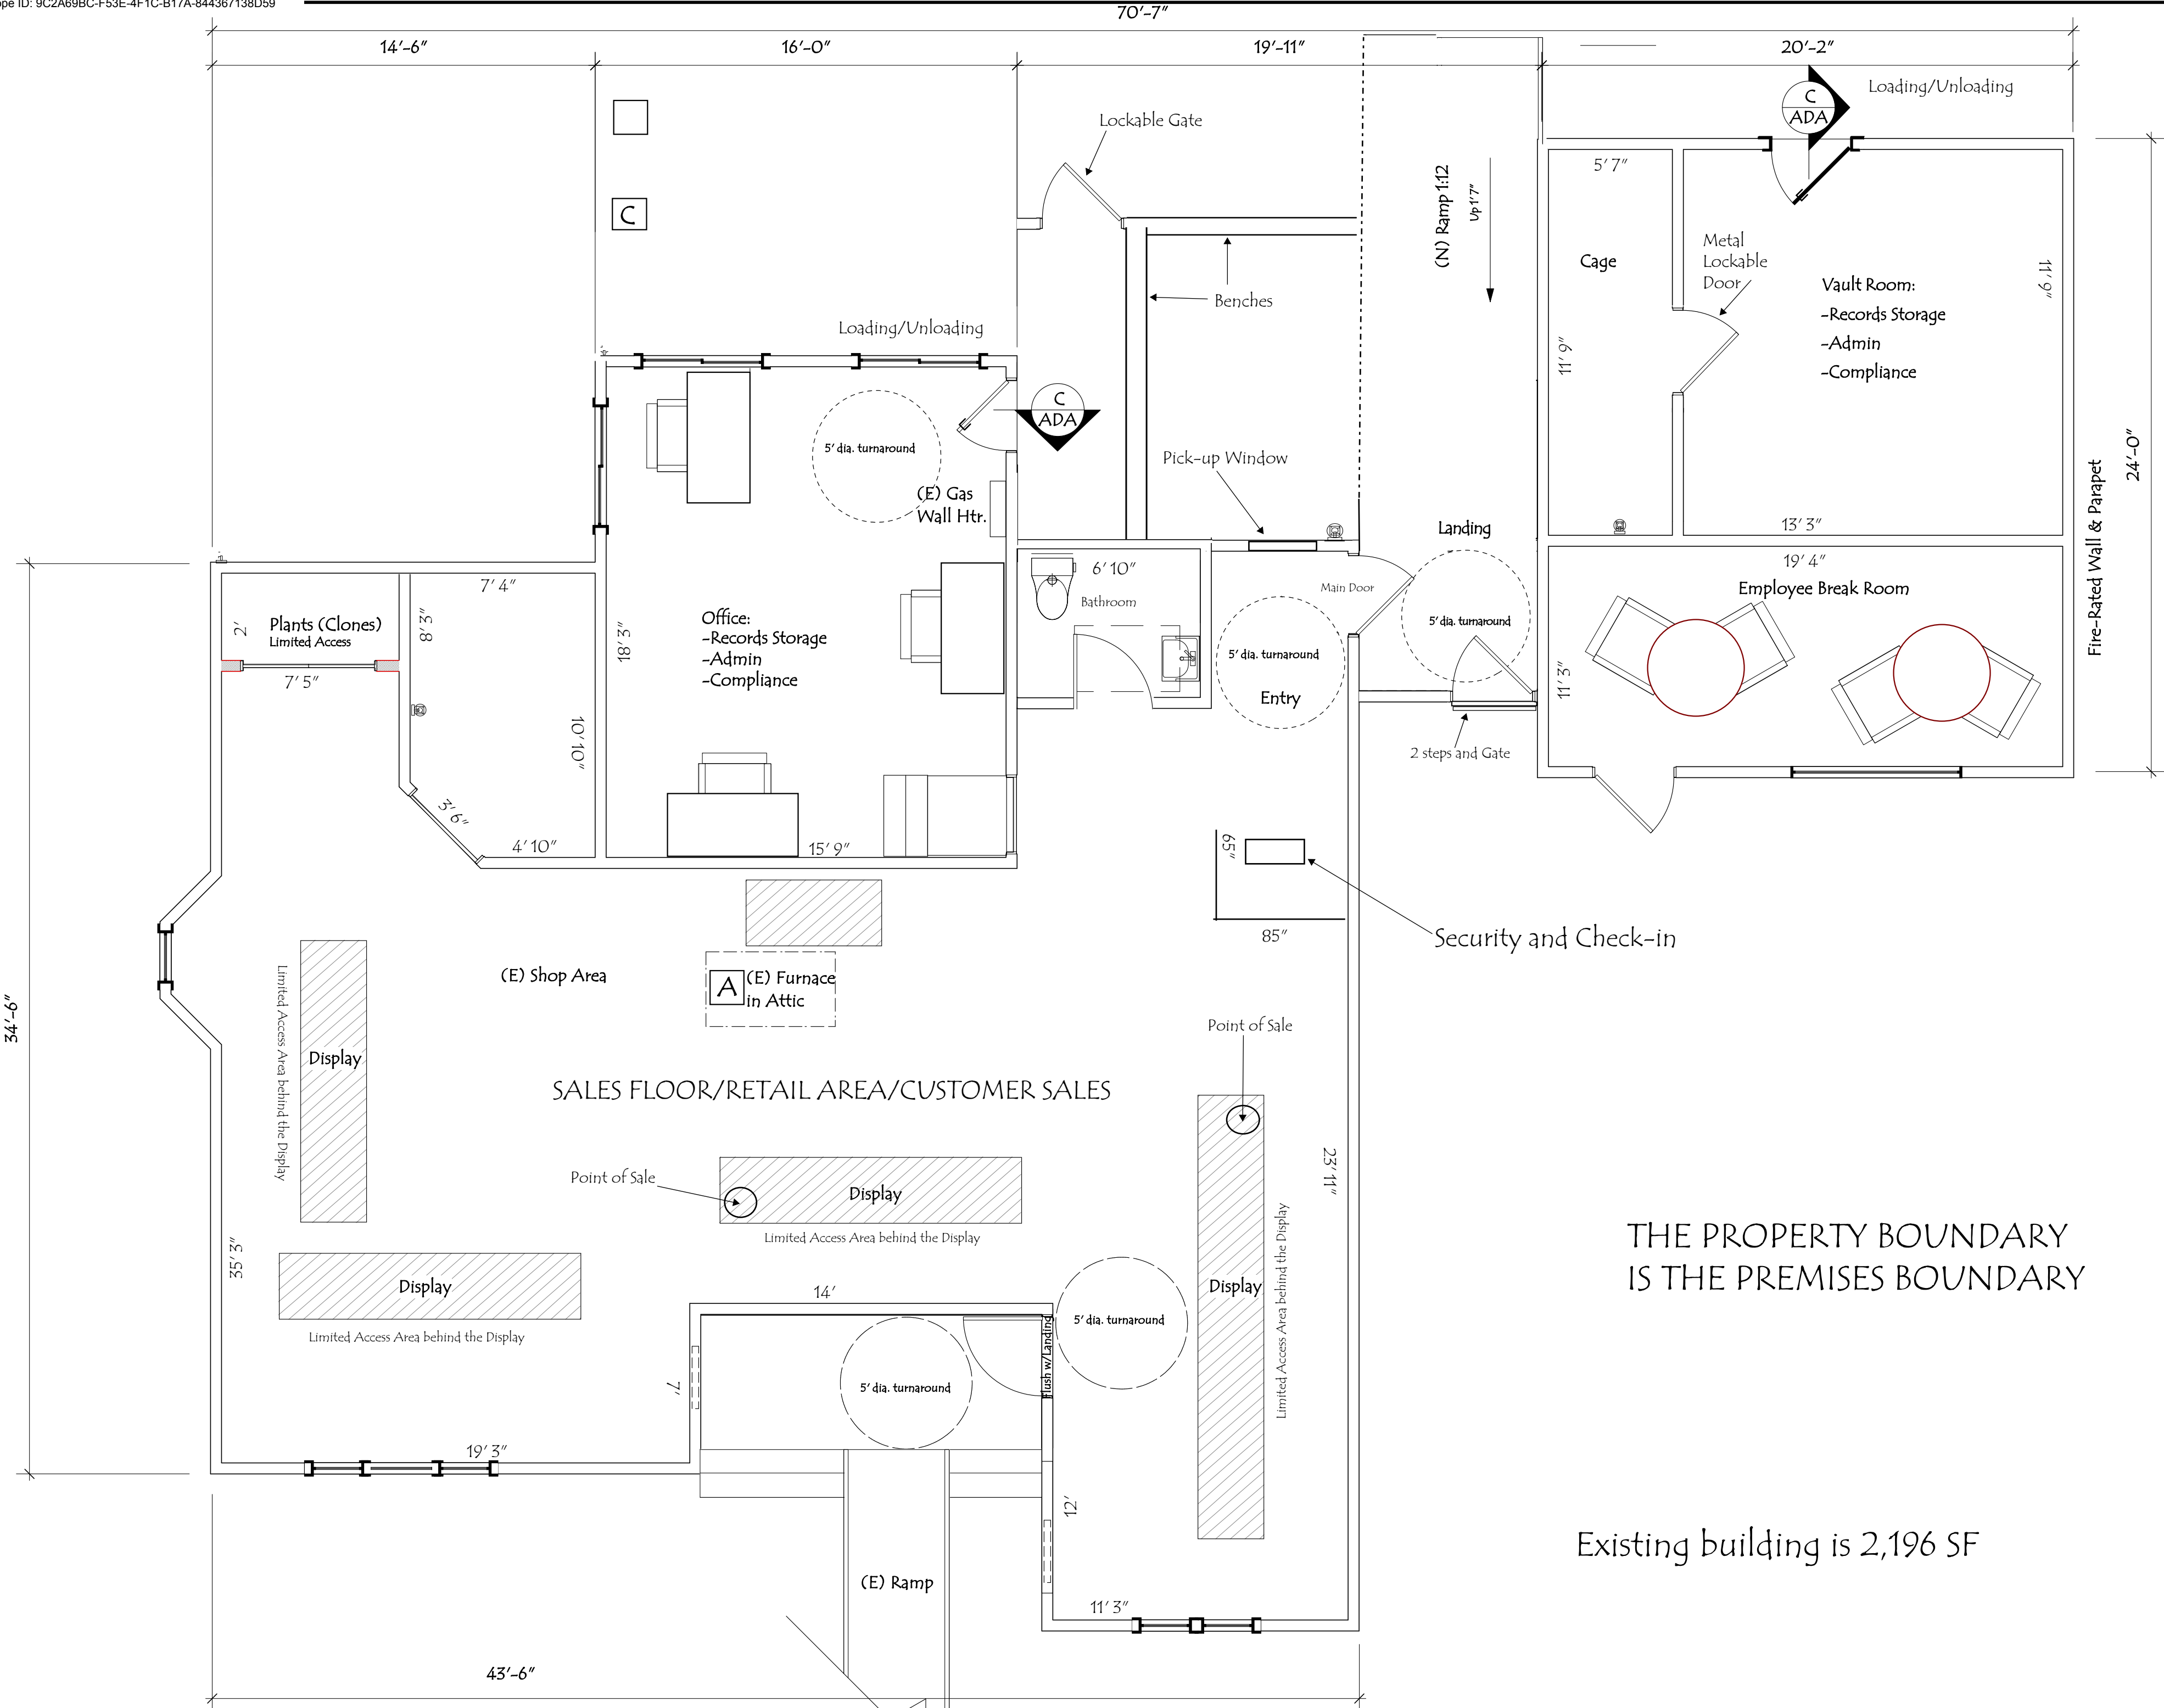 ope ID: 9C2A69BC-F53E-4F1C-B17A-844367138D59
70'-7"
14'-6"
16'-0"
19'-11"
20'-2"
C
ADA
Loading/Unloading
Lockable Gate
C
(N) Ramp 1:12
Up 1'7"
5' 7"
Cage
Metal
Lockable
Door
Vault Room:
-Records Storage
-Admin
-Compliance
11' 9"
11' 9"
Benches
Loading/Unloading
C
ADA
5' dia. turnaround
(E) Gas
Wall Htr.
Pick-up Window
Landing
13' 3"
24'-0"
Fire-Rated Wall & Parapet
19' 4"
Employee Break Room
11' 3"
7' 4"
Plants (Clones)
Limited Access
2'
8' 3"
7' 5"
18' 3"
Office:
-Records Storage
-Admin
-Compliance
6' 10"
Bathroom
Main Door
5' dia. turnaround
5' dia. turnaround
Entry
2 steps and Gate
10' 10"
3' 6"
4' 10"
15' 9"
65"
85"
Security and Check-in
34'-6"
(E) Shop Area
A
(E) Furnace
in Attic
Limited Access Area behind the Display
Display
Point of Sale
SALES FLOOR/RETAIL AREA/CUSTOMER SALES
23' 11"
Point of Sale
Display
Limited Access Area behind the Display
35' 3"
Display
Limited Access Area behind the Display
14'
7'
5' dia. turnaround
Flush w/Landing
5' dia. turnaround
Display
Limited Access Area behind the Display
THE PROPERTY BOUNDARY
IS THE PREMISES BOUNDARY
19' 3"
12'
Existing building is 2,196 SF
(E) Ramp
11' 3"
43'-6"